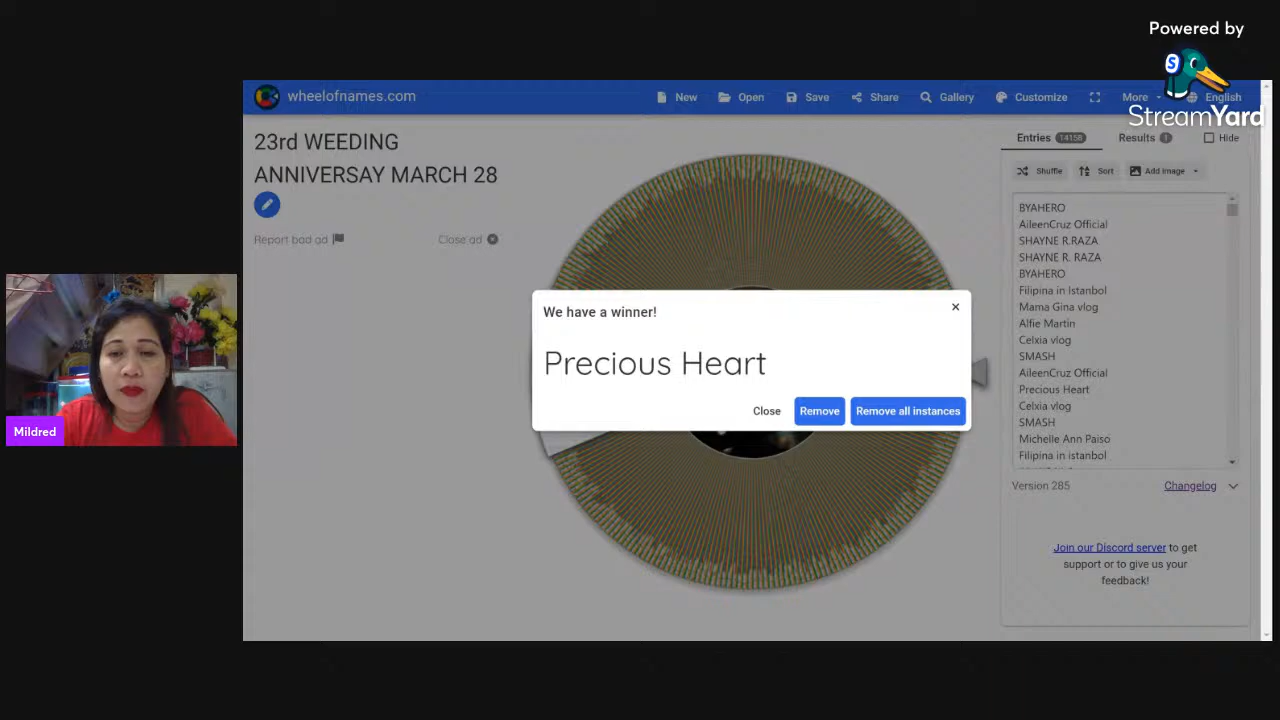 Powered by
StreamYard
wheelofnames.com
New
Open
Save
Share
Gallery
Customize
More
English
23rd WEEDING
ANNIVERSAY MARCH 28
Report bad ad
Close ad
Entries 14158
Results 1
Hide
Shuffle
Sort
Add image
BYAHERO
AileenCruz Official
SHAYNE R.RAZA
SHAYNE R. RAZA
BYAHERO
Filipina in Istanbol
Mama Gina vlog
Alfie Martin
Celxia vlog
SMASH
AileenCruz Official
Precious Heart
Celxia vlog
SMASH
Michelle Ann Paiso
Filipina in istanbol
We have a winner!
Precious Heart
Close
Remove
Remove all instances
Version 285
Changelog
Join our Discord server to get
support or to give us your
feedback!
Mildred